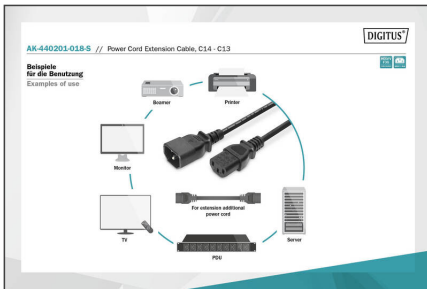 DIGITUS®
AK-440201-018-S // Power Cord Extension Cable, C14 - C13
Beispiele
für die Benutzung
Examples of use
Beamer
Printer
Monitor
For extension additional
power cord
TV
Server
PDU